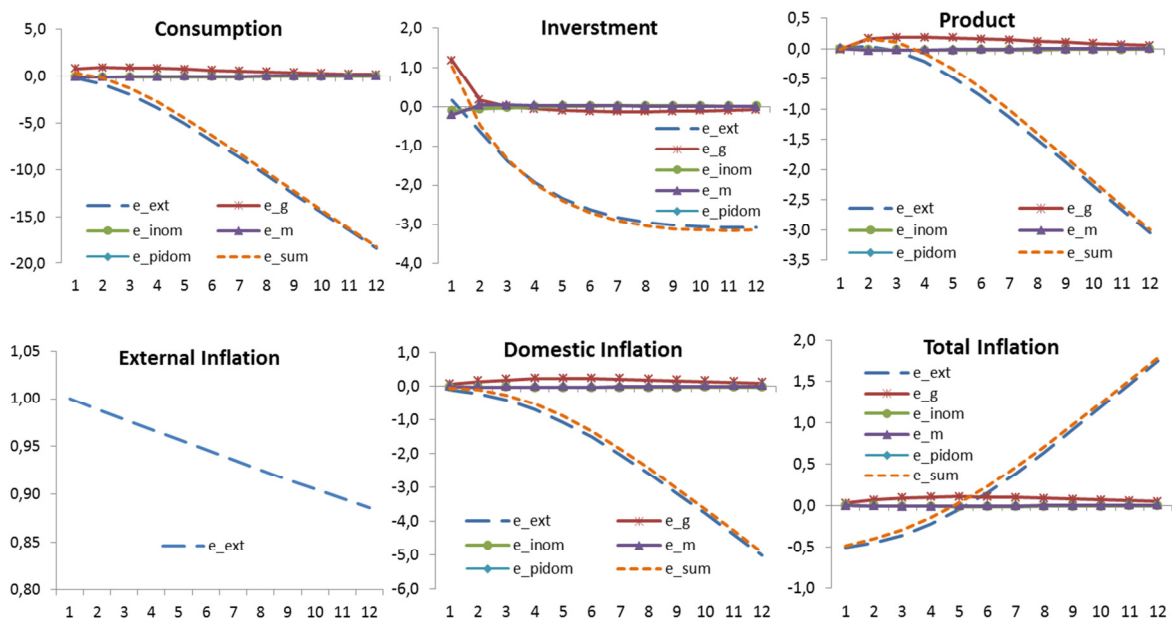 Consumption
5,0
0,0
-5,0
-10,0
-15,0
-20,0
e_ext e_g
e_inom e_m
e_pidom e_sum
1 2 3 4 5 6 7 8 9 10 11 12
Inverstment
2,0
1,0
0,0
-1,0
-2,0
-3,0
-4,0
e_ext
e_g
e_inom
e_m
e_pidom
1 2 3 4 5 6 7 8 9 10 11 12
Product
0,5
0,0
-0,5
-1,0
-1,5
-2,0
-2,5
-3,0
-3,5
e_ext e_g
e_inom e_m
e_pidom e_sum
1 2 3 4 5 6 7 8 9 10 11 12
External Inflation
1,05
1,00
0,95
0,90
0,85
0,80
e_ext
1 2 3 4 5 6 7 8 9 10 11 12
Domestic Inflation
1,0
0,0
-1,0
-2,0
-3,0
-4,0
-5,0
-6,0
e_ext e_g
e_inom e_m
e_pidom e_sum
1 2 3 4 5 6 7 8 9 10 11 12
Total Inflation
2,0
1,5
1,0
0,5
0,0
-0,5
-1,0
e_ext
e_g
e_inom
e_m
e_pidom
e_sum
1 2 3 4 5 6 7 8 9 10 11 12